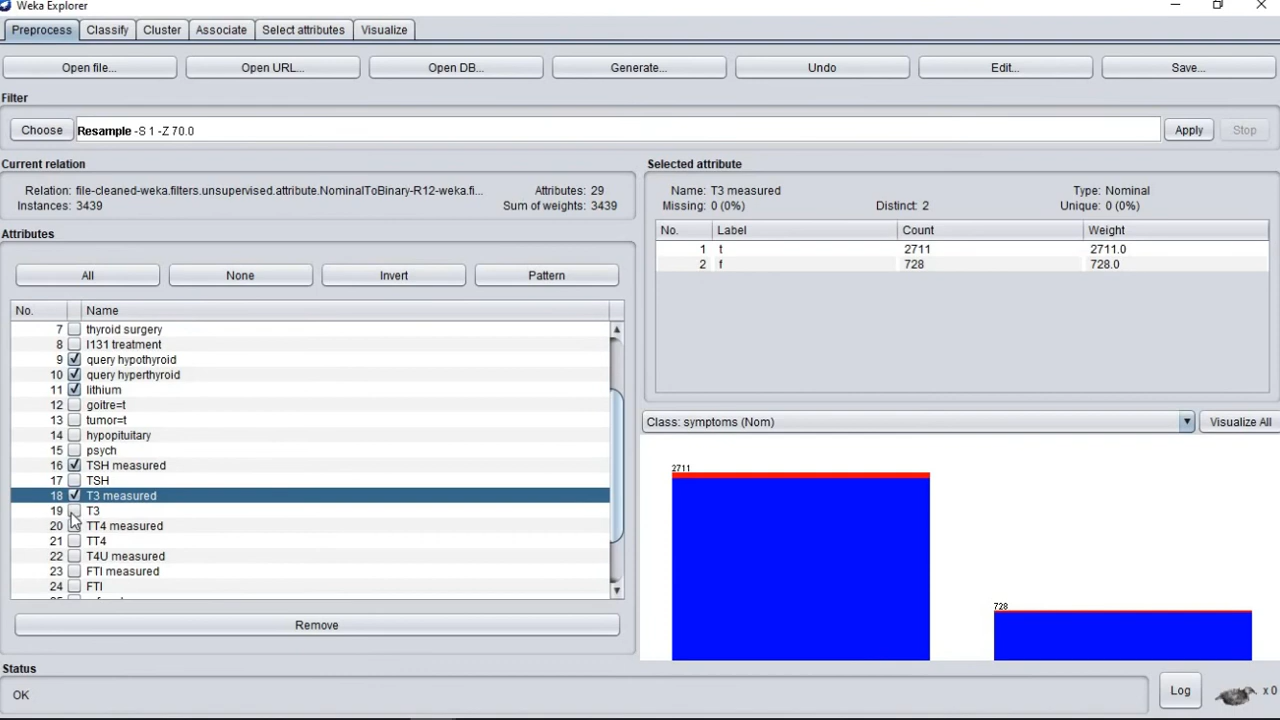 Weka Explorer
Preprocess Classify Cluster Associate Select attributes Visualize
Open file... Open URL... Open DB... Generate... Undo Edit... Save...
Filter
Choose Resample -S 1 -Z 70.0 Apply Stop
Current relation
Relation: file-cleaned-weka.filters.unsupervised.attribute.NominalToBinary-R12-weka.fi... Attributes: 29
Instances: 3439 Sum of weights: 3439
Attributes
All None Invert Pattern
No. Name
7 thyroid surgery
8 I131 treatment
9 query hypothyroid
10 query hyperthyroid
11 lithium
12 goitre=t
13 tumor=t
14 hypopituitary
15 psych
16 TSH measured
17 TSH
18 T3 measured
19 T3
20 TT4 measured
21 TT4
22 T4U measured
23 FTI measured
24 FTI
Remove
Selected attribute
Name: T3 measured Type: Nominal
Missing: 0 (0%) Distinct: 2 Unique: 0 (0%)
No. Label Count Weight
1 t 2711 2711.0
2 f 728 728.0
Class: symptoms (Nom) Visualize All
2711
728
Status
OK Log x 0